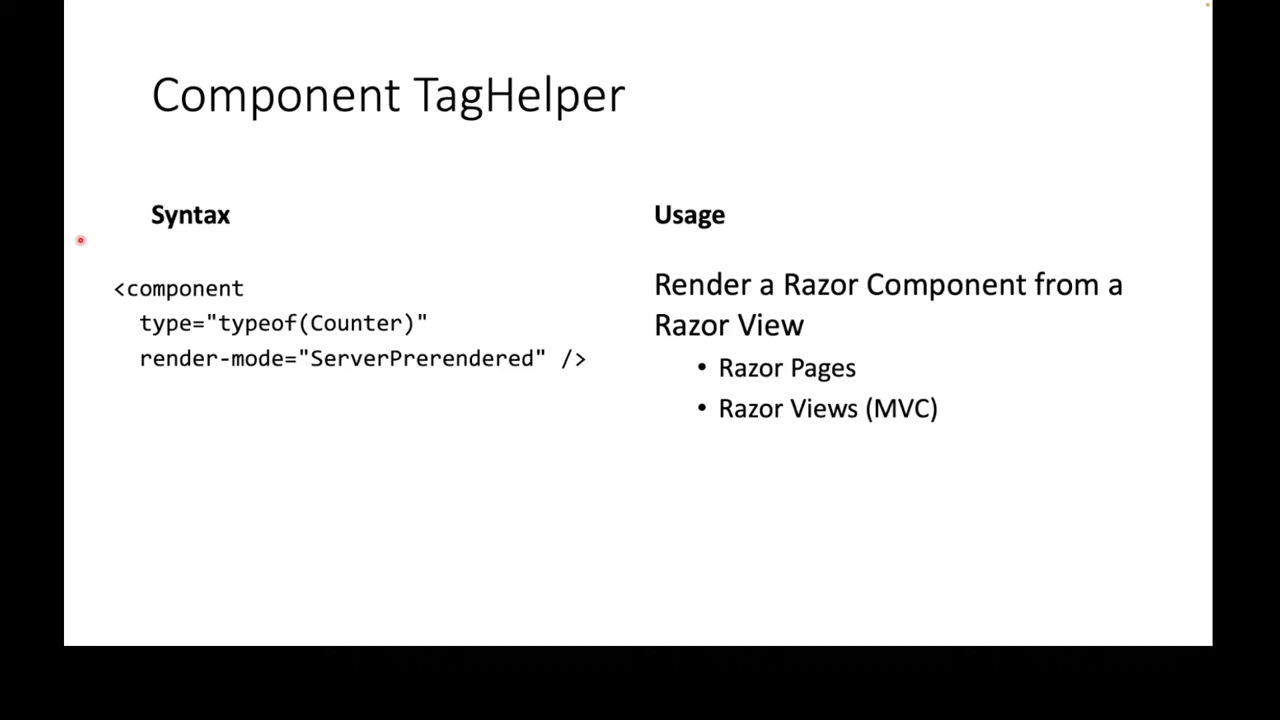 Component TagHelper
Syntax
<component
type="typeof(Counter)"
render-mode="ServerPrerendered" />
Usage
Render a Razor Component from a
Razor View
• Razor Pages
• Razor Views (MVC)